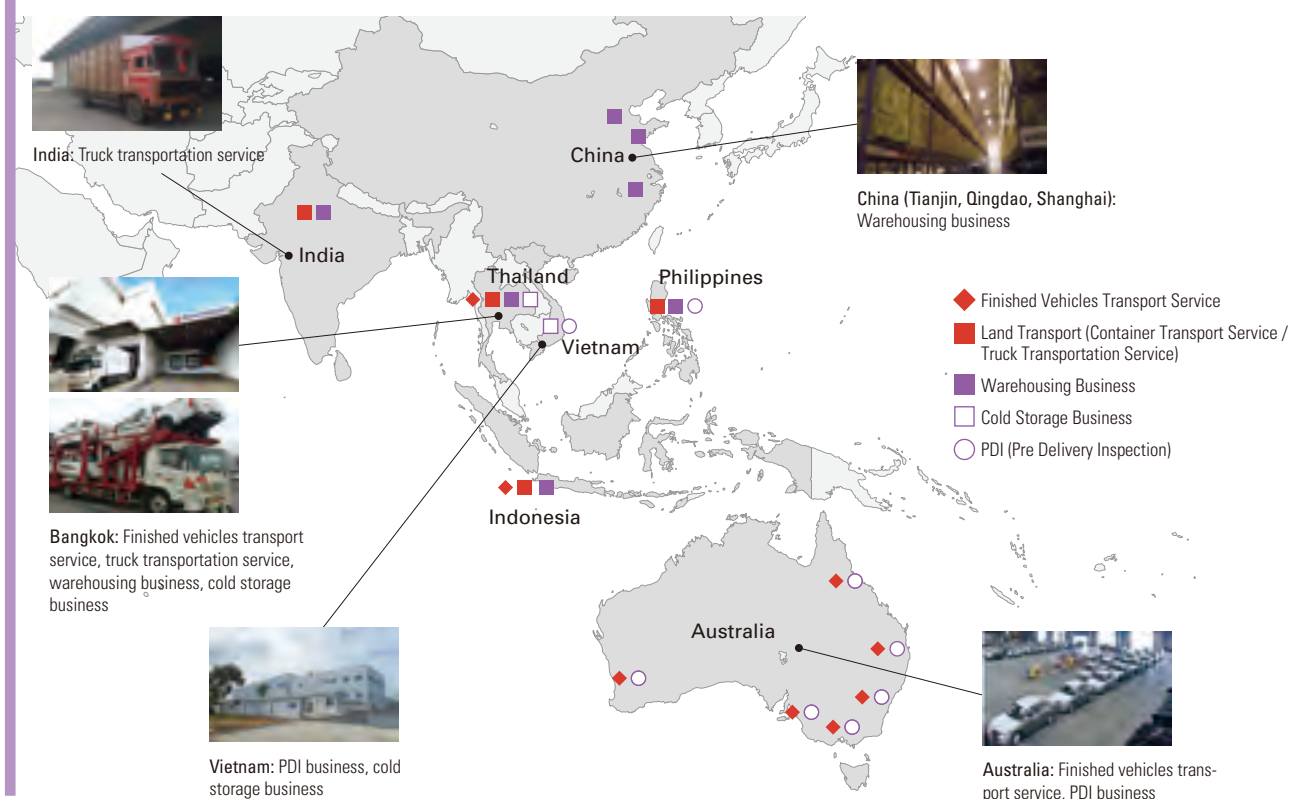 India: Truck transportation service
China
China (Tianjin, Qingdao, Shanghai):
Warehousing business
India
Thailand
Philippines
Vietnam
Finished Vehicles Transport Service
Land Transport (Container Transport Service /
Truck Transportation Service)
Warehousing Business
Cold Storage Business
PDI (Pre Delivery Inspection)
Indonesia
Bangkok: Finished vehicles transport
service, truck transportation service,
warehousing business, cold storage
business
Australia
Vietnam: PDI business, cold
storage business
Australia: Finished vehicles trans-
port service, PDI business